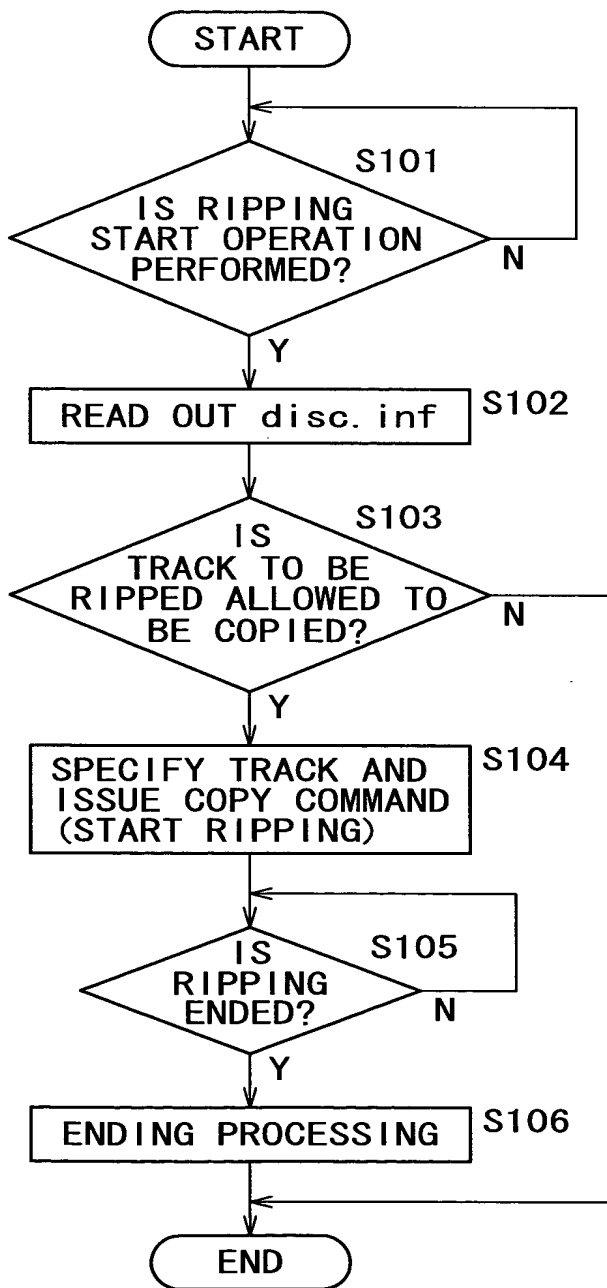 START
S101
IS RIPPING
START OPERATION
PERFORMED?
N
Y
READ OUT disc.inf
S102
S103
IS
TRACK TO BE
RIPPED ALLOWED TO
BE COPIED?
N
Y
SPECIFY TRACK AND
ISSUE COPY COMMAND
(START RIPPING)
S104
S105
IS
RIPPING
ENDED?
N
Y
ENDING PROCESSING
S106
END